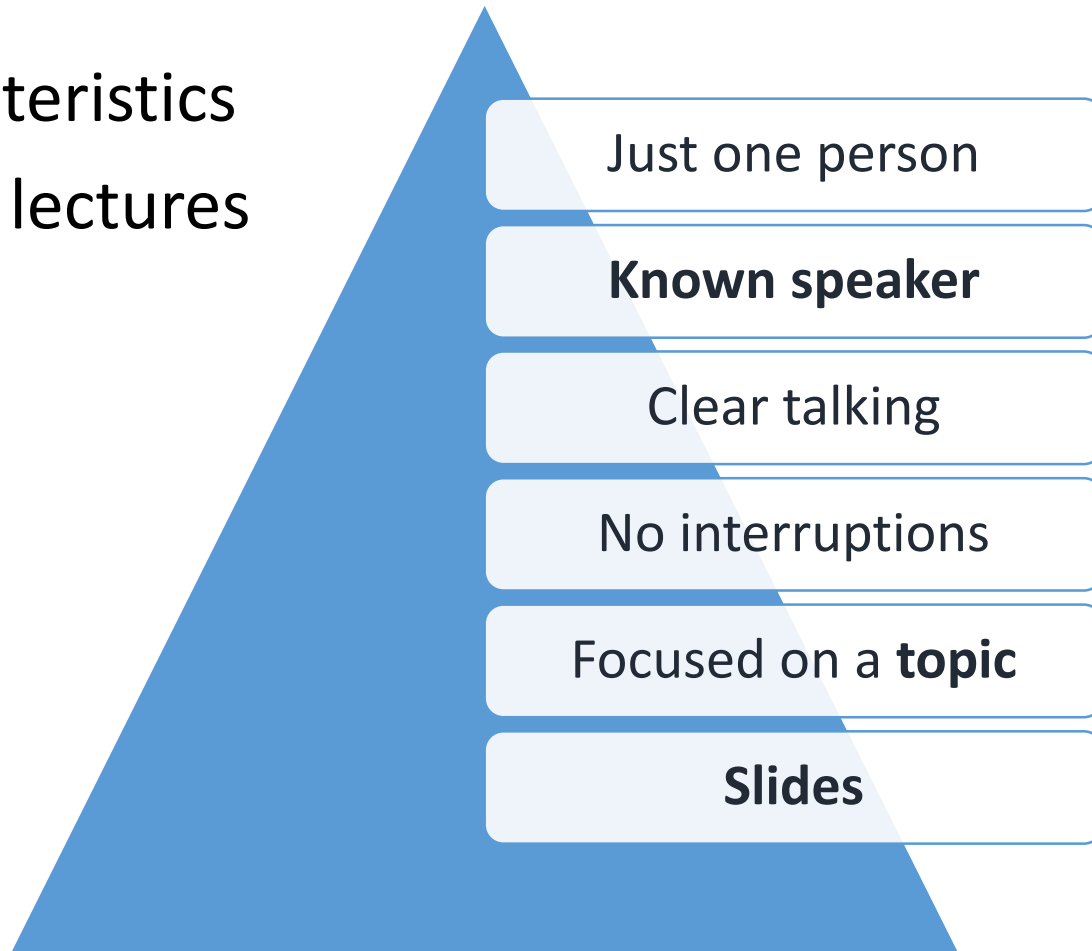 teristics
lectures
Just one person
Known speaker
Clear talking
No interruptions
Focused on a topic
Slides